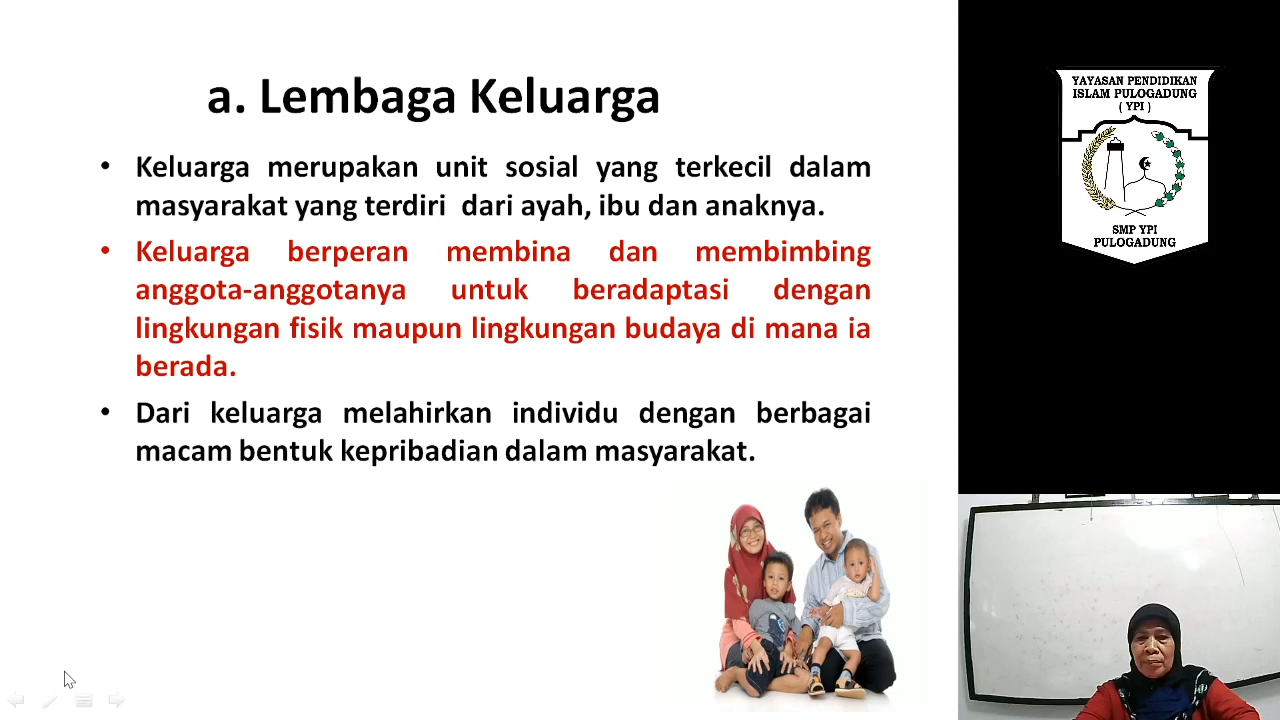 a. Lembaga Keluarga
• Keluarga merupakan unit sosial yang terkecil dalam
masyarakat yang terdiri dari ayah, ibu dan anaknya.
• Keluarga berperan membina dan membimbing
anggota-anggotanya untuk beradaptasi dengan
lingkungan fisik maupun lingkungan budaya di mana ia
berada.
• Dari keluarga melahirkan individu dengan berbagai
macam bentuk kepribadian dalam masyarakat.
YAYASAN PENDIDIKAN
ISLAM PULOGADUNG
( YPI )
SMP YPI
PULOGADUNG